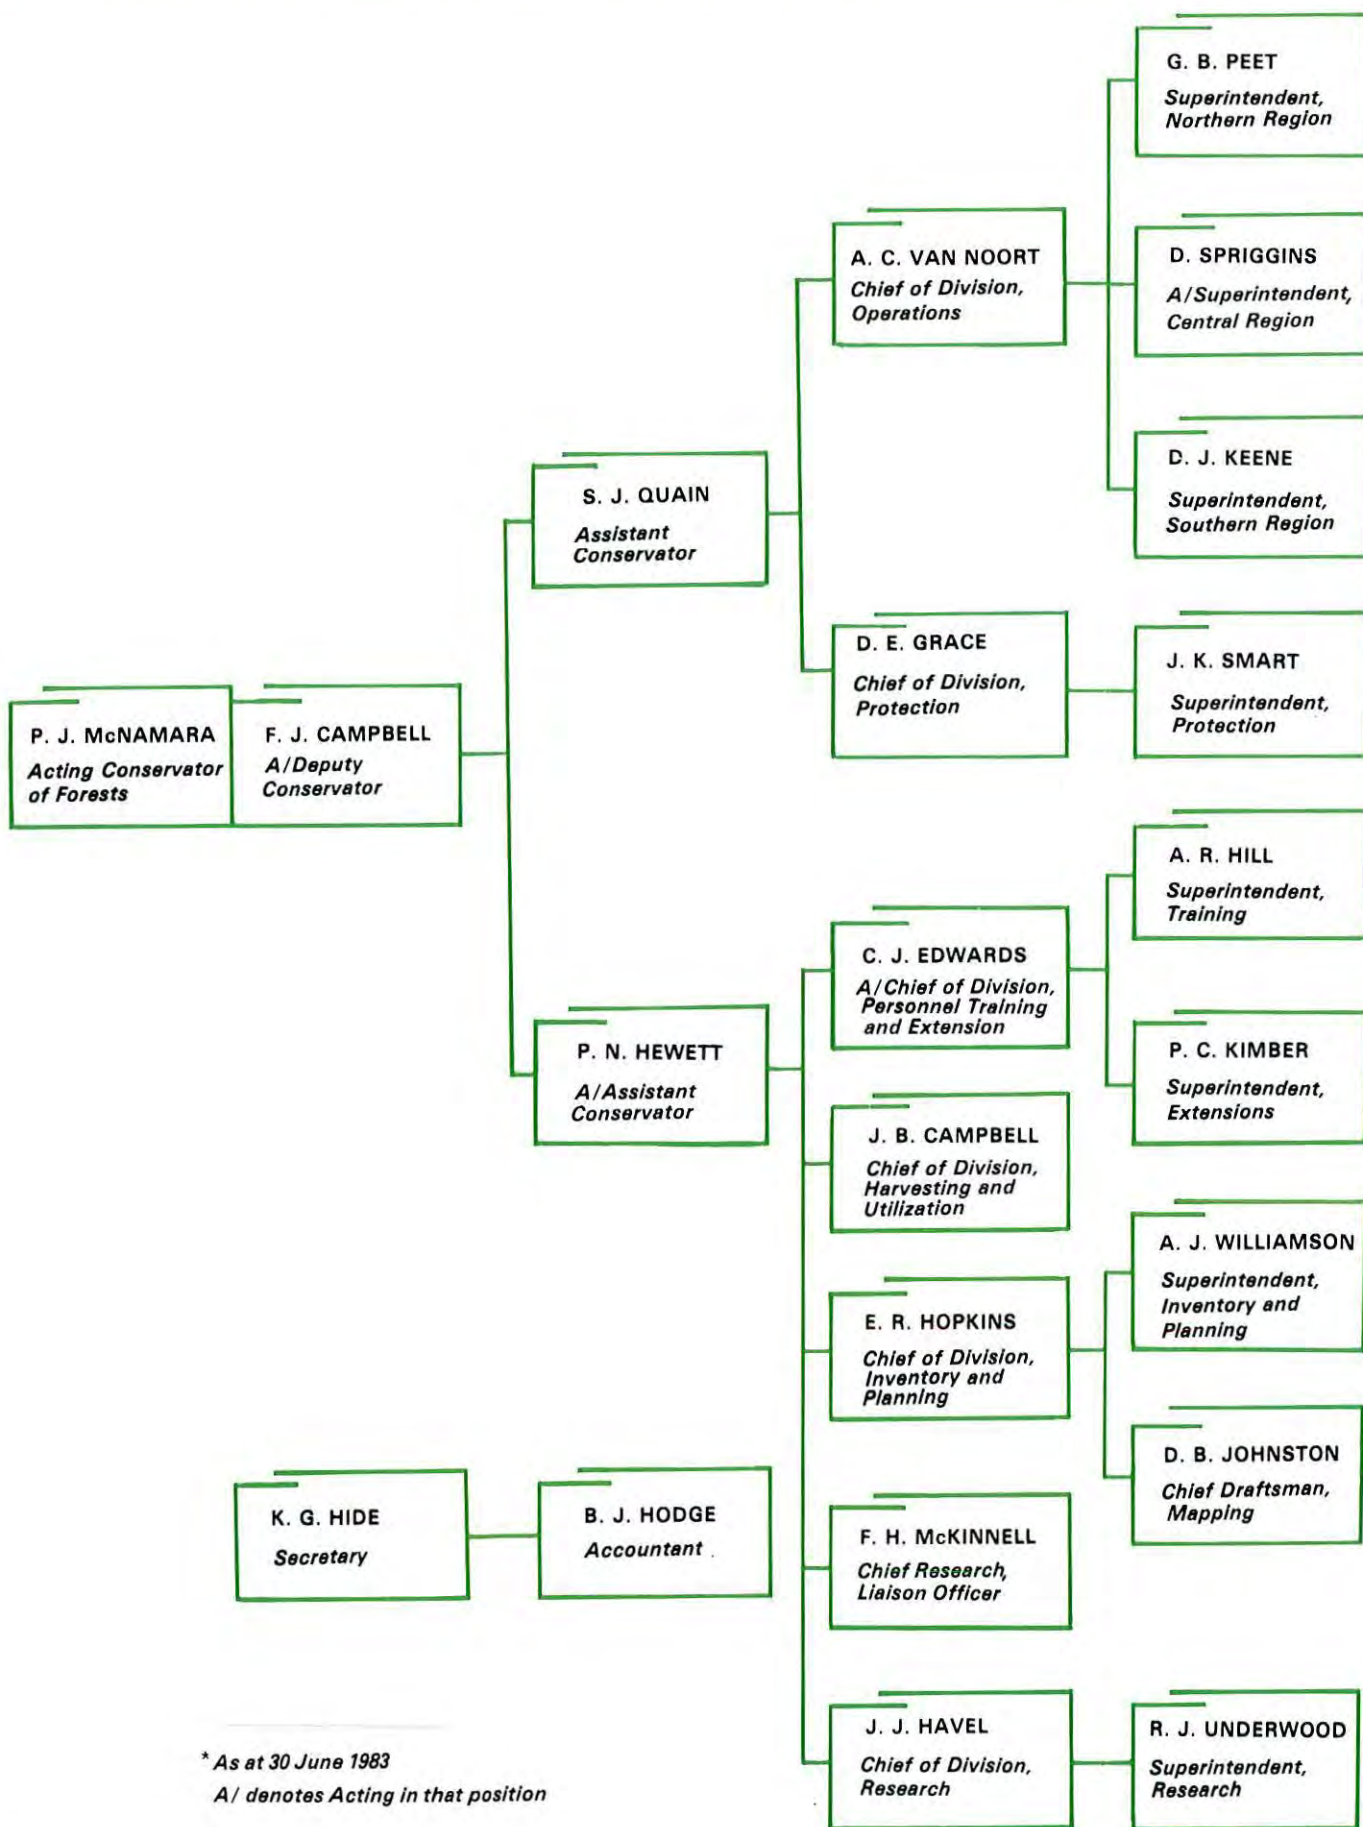 G. B. PEET
Superintendent,
Northern Region
A. C. VAN NOORT
Chief of Division,
Operations
D. SPRIGGINS
A/Superintendent,
Central Region
D. J. KEENE
Superintendent,
Southern Region
S. J. QUAIN
Assistant
Conservator
D. E. GRACE
Chief of Division,
Protection
J. K. SMART
Superintendent,
Protection
P. J. McNAMARA
Acting Conservator
of Forests
F. J. CAMPBELL
A/Deputy
Conservator
A. R. HILL
Superintendent,
Training
C. J. EDWARDS
A/Chief of Division,
Personnel Training
and Extension
P. N. HEWETT
A/Assistant
Conservator
P. C. KIMBER
Superintendent,
Extensions
J. B. CAMPBELL
Chief of Division,
Harvesting and
Utilization
A. J. WILLIAMSON
Superintendent,
Inventory and
Planning
E. R. HOPKINS
Chief of Division,
Inventory and
Planning
D. B. JOHNSTON
Chief Draftsman,
Mapping
K. G. HIDE
Secretary
B. J. HODGE
Accountant
F. H. McKINNELL
Chief Research,
Liaison Officer
J. J. HAVEL
Chief of Division,
Research
R. J. UNDERWOOD
Superintendent,
Research
* As at 30 June 1983
A/ denotes Acting in that position